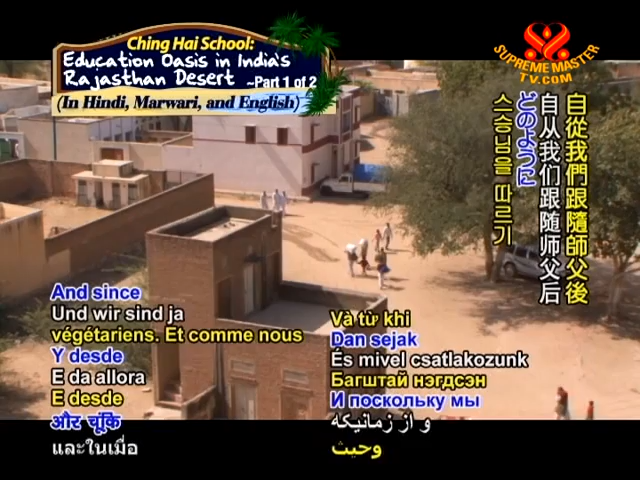 Ching Hai School:
Education Oasis in India's
Rajasthan Desert ~Part 1 of 2
(In Hindi, Marwari, and English)
SUPREME MASTER
TV.COM
自從我們跟隨師父後
自从我们跟随师父后
どのように
스승님을 따르기
And since
Und wir sind ja
végétariens. Et comme nous
Y desde
E da allora
E desde
और चूंकि
และในเมื่อ
Và từ khi
Dan sejak
És mivel csatlakozunk
Багштай нэгдсэн
И поскольку мы
و از زمانیکه
وحيث